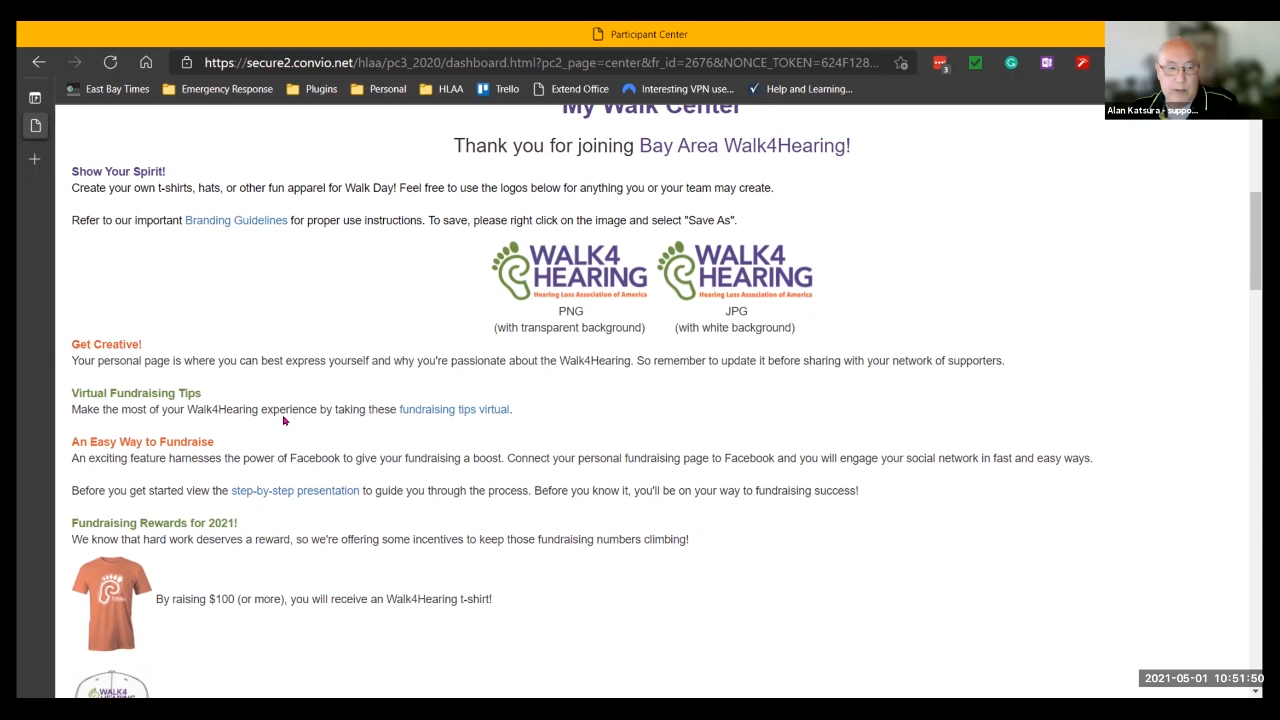 Participant Center
https://secure2.convio.net/hlaa/pc3_2020/dashboard.html?pc2_page=center&fr_id=2676&NONCE_TOKEN=624F128...
3
East Bay Times
Emergency Response
Plugins
Personal
HLAA
Trello
Extend Office
Interesting VPN use...
Help and Learning...
Alan Katsura - suppo...
My Walk Center
Thank you for joining Bay Area Walk4Hearing!
Show Your Spirit!
Create your own t-shirts, hats, or other fun apparel for Walk Day! Feel free to use the logos below for anything you or your team may create.
Refer to our important Branding Guidelines for proper use instructions. To save, please right click on the image and select "Save As".
WALK4
HEARING
Hearing Loss Association of America
WALK4
HEARING
Hearing Loss Association of America
PNG
(with transparent background)
JPG
(with white background)
Get Creative!
Your personal page is where you can best express yourself and why you're passionate about the Walk4Hearing. So remember to update it before sharing with your network of supporters.
Virtual Fundraising Tips
Make the most of your Walk4Hearing experience by taking these fundraising tips virtual.
An Easy Way to Fundraise
An exciting feature harnesses the power of Facebook to give your fundraising a boost. Connect your personal fundraising page to Facebook and you will engage your social network in fast and easy ways.
Before you get started view the step-by-step presentation to guide you through the process. Before you know it, you'll be on your way to fundraising success!
Fundraising Rewards for 2021!
We know that hard work deserves a reward, so we're offering some incentives to keep those fundraising numbers climbing!
By raising $100 (or more), you will receive an Walk4Hearing t-shirt!
WALK4
HEARING
2021-05-01 10:51:50